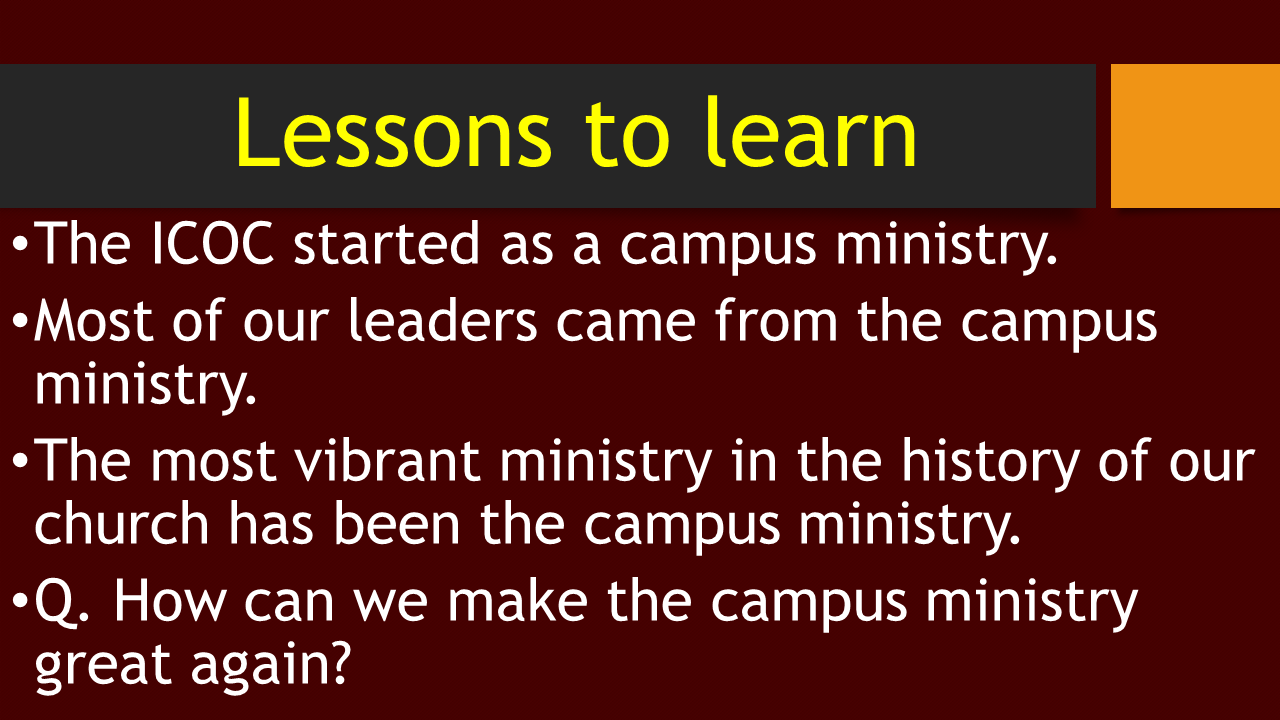 Lessons to learn
•The ICOC started as a campus ministry.
•Most of our leaders came from the campus
ministry.
•The most vibrant ministry in the history of our
church has been the campus ministry.
•Q. How can we make the campus ministry
great again?